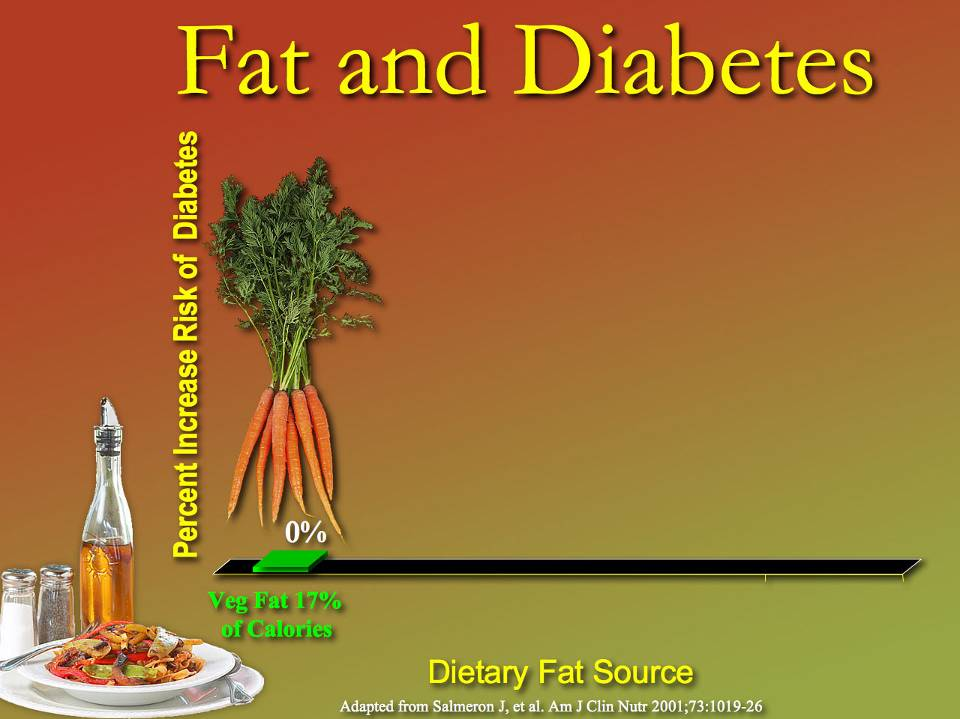 Fat and Diabetes
Percent Increase Risk of Diabetes
0%
Veg Fat 17%
of Calories
Dietary Fat Source
Adapted from Salmeron J, et al. Am J Clin Nutr 2001;73:1019-26